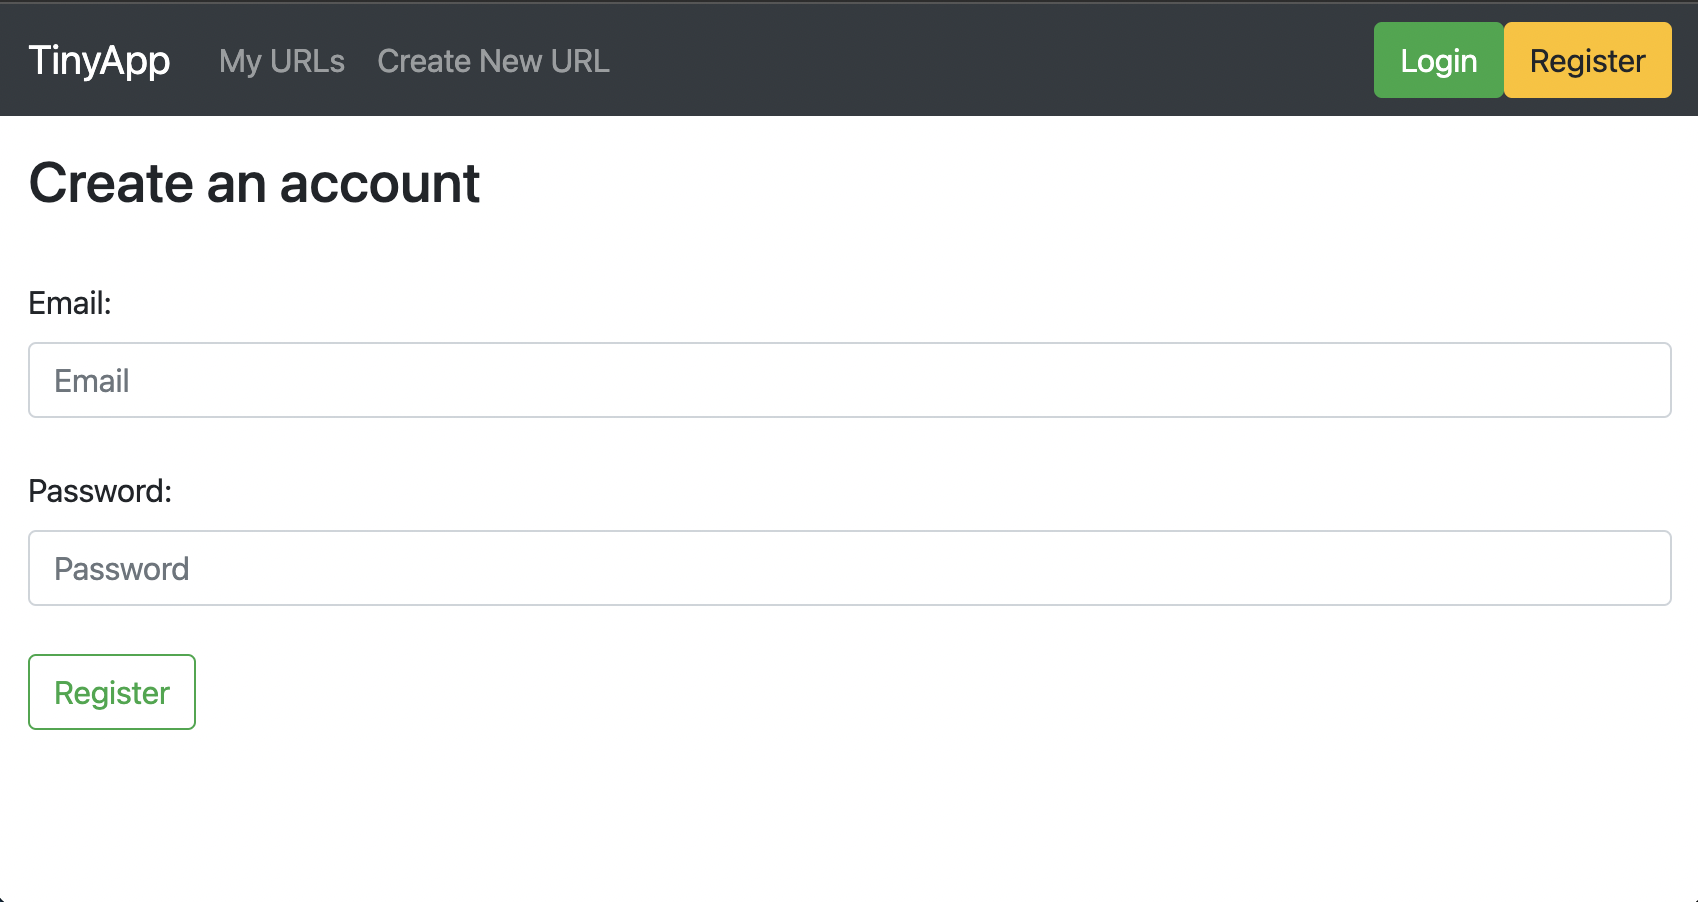 TinyApp My URLs Create New URL Login Register
Create an account
Email:
Email
Password:
Password
Register